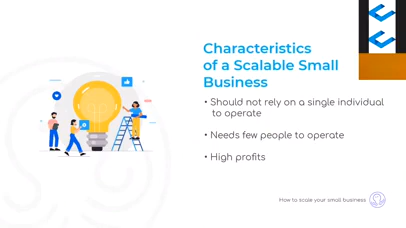 Characteristics
of a Scalable Small
Business
• Should not rely on a single individual
to operate
• Needs few people to operate
• High profits
How to scale your small business